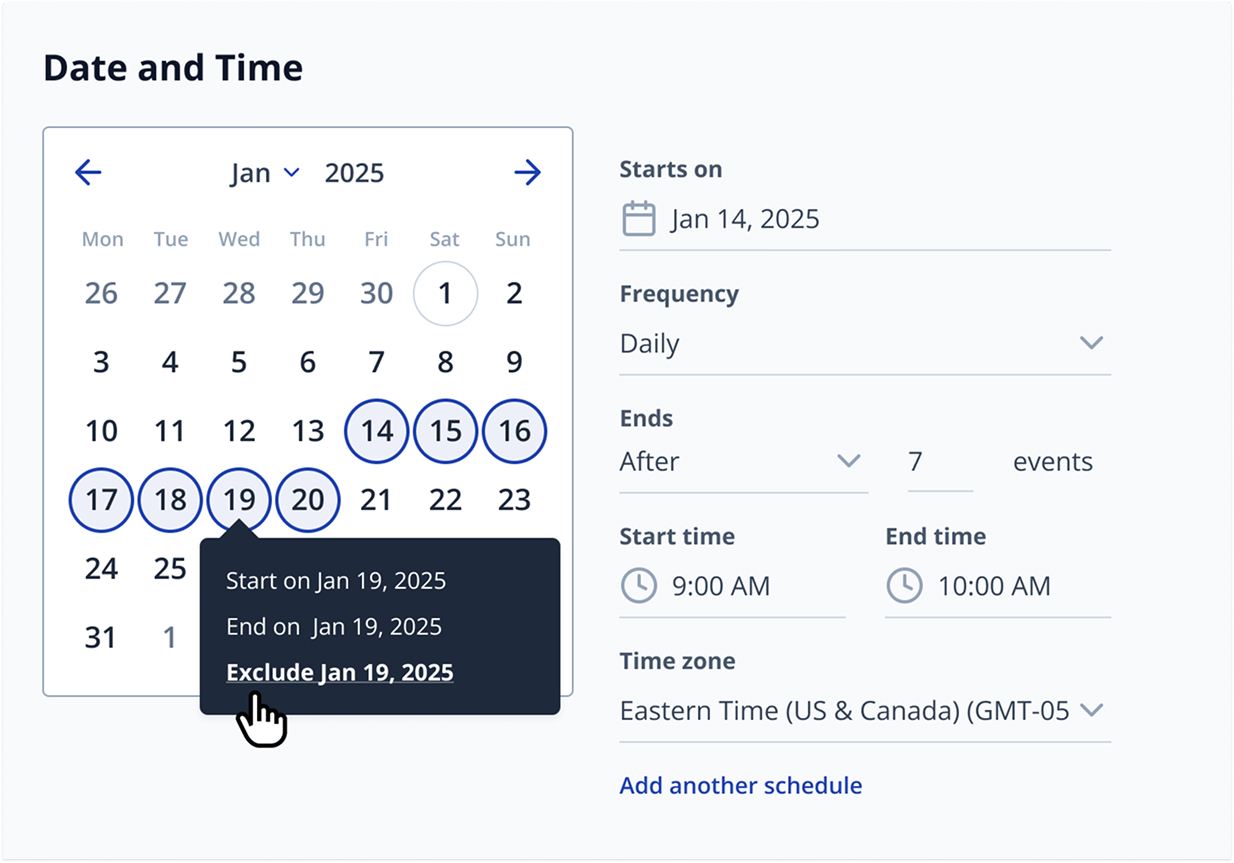 Date and Time
Jan 2025
Mon Tue Wed Thu Fri Sat Sun
26 27 28 29 30 1 2
3 4 5 6 7 8 9
10 11 12 13 14 15 16
17 18 19 20 21 22 23
24 25
31 1
Start on Jan 19, 2025
End on Jan 19, 2025
Exclude Jan 19, 2025
Starts on
Jan 14, 2025
Frequency
Daily
Ends
After 7 events
Start time End time
9:00 AM 10:00 AM
Time zone
Eastern Time (US & Canada) (GMT-05
Add another schedule